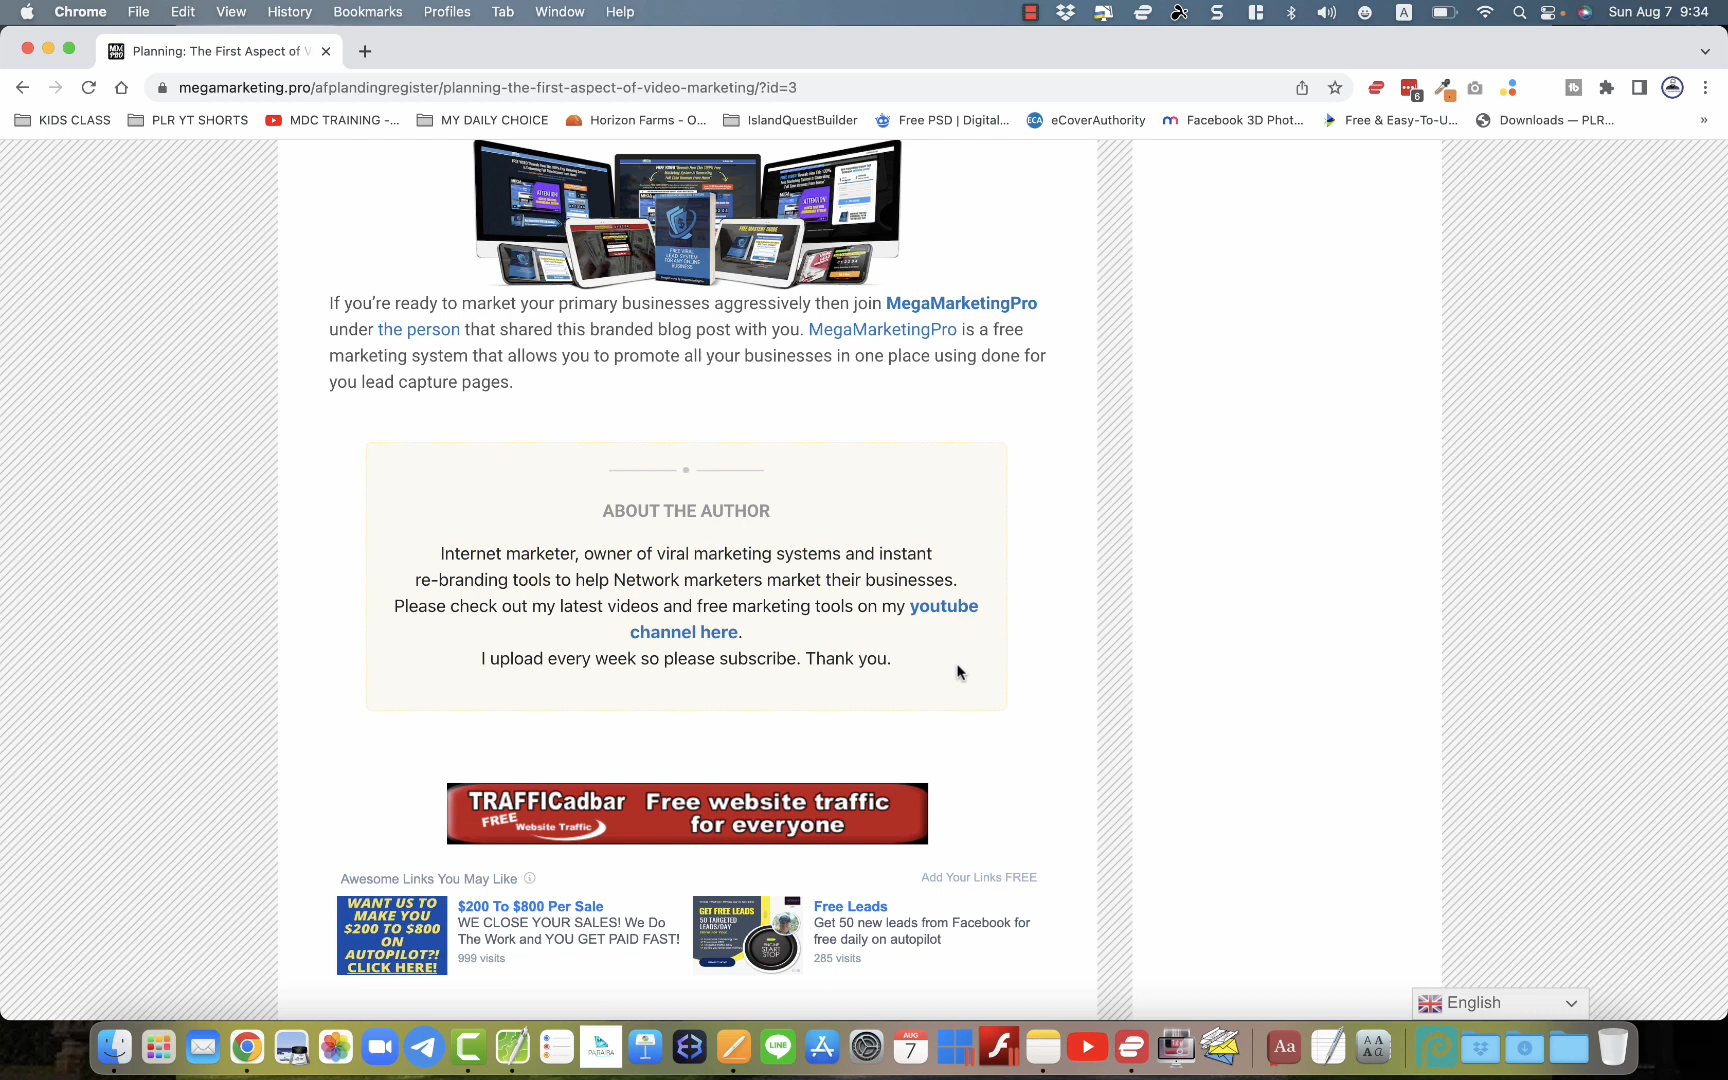 Chrome File Edit View History Bookmarks Profiles Tab Window Help Sun Aug 7 9:34
Planning: The First Aspect of V
megamarketing.pro/afplandingregister/planning-the-first-aspect-of-video-marketing/?id=3
KIDS CLASS PLR YT SHORTS MDC TRAINING -... MY DAILY CHOICE Horizon Farms - O... IslandQuestBuilder Free PSD | Digital... eCoverAuthority Facebook 3D Phot... Free & Easy-To-U... Downloads — PLR... »
If you're ready to market your primary businesses aggressively then join MegaMarketingPro
under the person that shared this branded blog post with you. MegaMarketingPro is a free
marketing system that allows you to promote all your businesses in one place using done for
you lead capture pages.
ABOUT THE AUTHOR
Internet marketer, owner of viral marketing systems and instant
re-branding tools to help Network marketers market their businesses.
Please check out my latest videos and free marketing tools on my youtube
channel here.
I upload every week so please subscribe. Thank you.
TRAFFICadbar Free website traffic
FREE Website Traffic for everyone
Awesome Links You May Like Add Your Links FREE
WANT US TO
MAKE YOU
$200 TO $800
ON
AUTOPILOT?!
CLICK HERE!
$200 To $800 Per Sale
WE CLOSE YOUR SALES! We Do
The Work and YOU GET PAID FAST!
999 visits
GET FREE LEADS
50 TARGETED
LEADS/DAY
ENGINE
START
STOP
Free Leads
Get 50 new leads from Facebook for
free daily on autopilot
285 visits
English
AUG
7
LINE
Aa